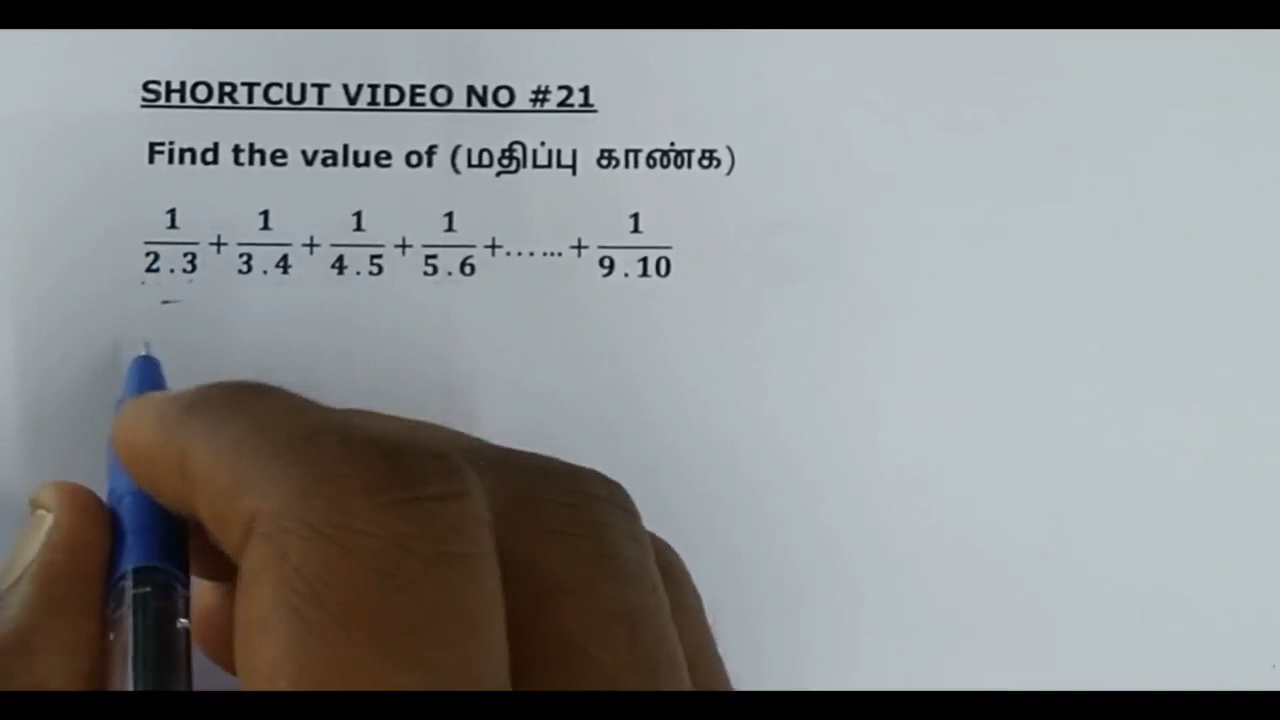 SHORTCUT VIDEO NO #21
Find the value of (மதிப்பு காண்க)
1/2.3 + 1/3.4 + 1/4.5 + 1/5.6 +......+ 1/9.10